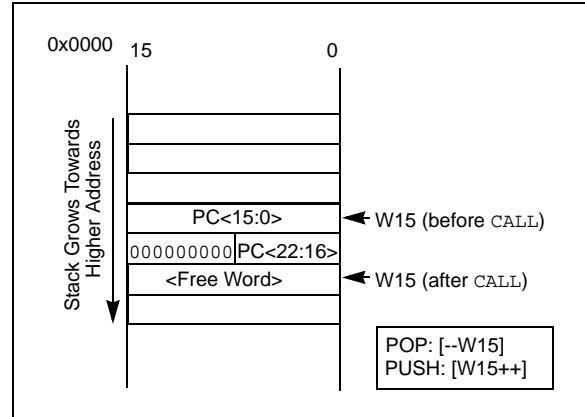 0x0000
15
0
Stack Grows Towards
Higher Address
PC<15:0>
W15 (before CALL)
000000000
PC<22:16>
<Free Word>
W15 (after CALL)
POP: [--W15]
PUSH: [W15++]